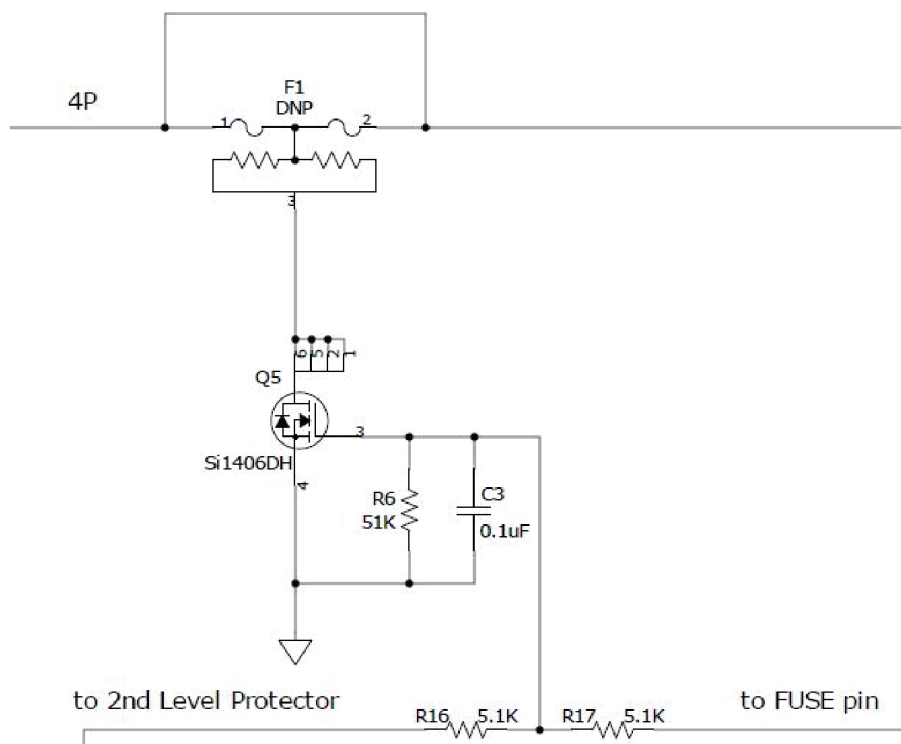 F1
DNP
4P
1
2
3
6 5 2 1
Q5
3
Si1406DH
4
R6
51K
C3
0.1uF
to 2nd Level Protector
to FUSE pin
R16 5.1K R17 5.1K